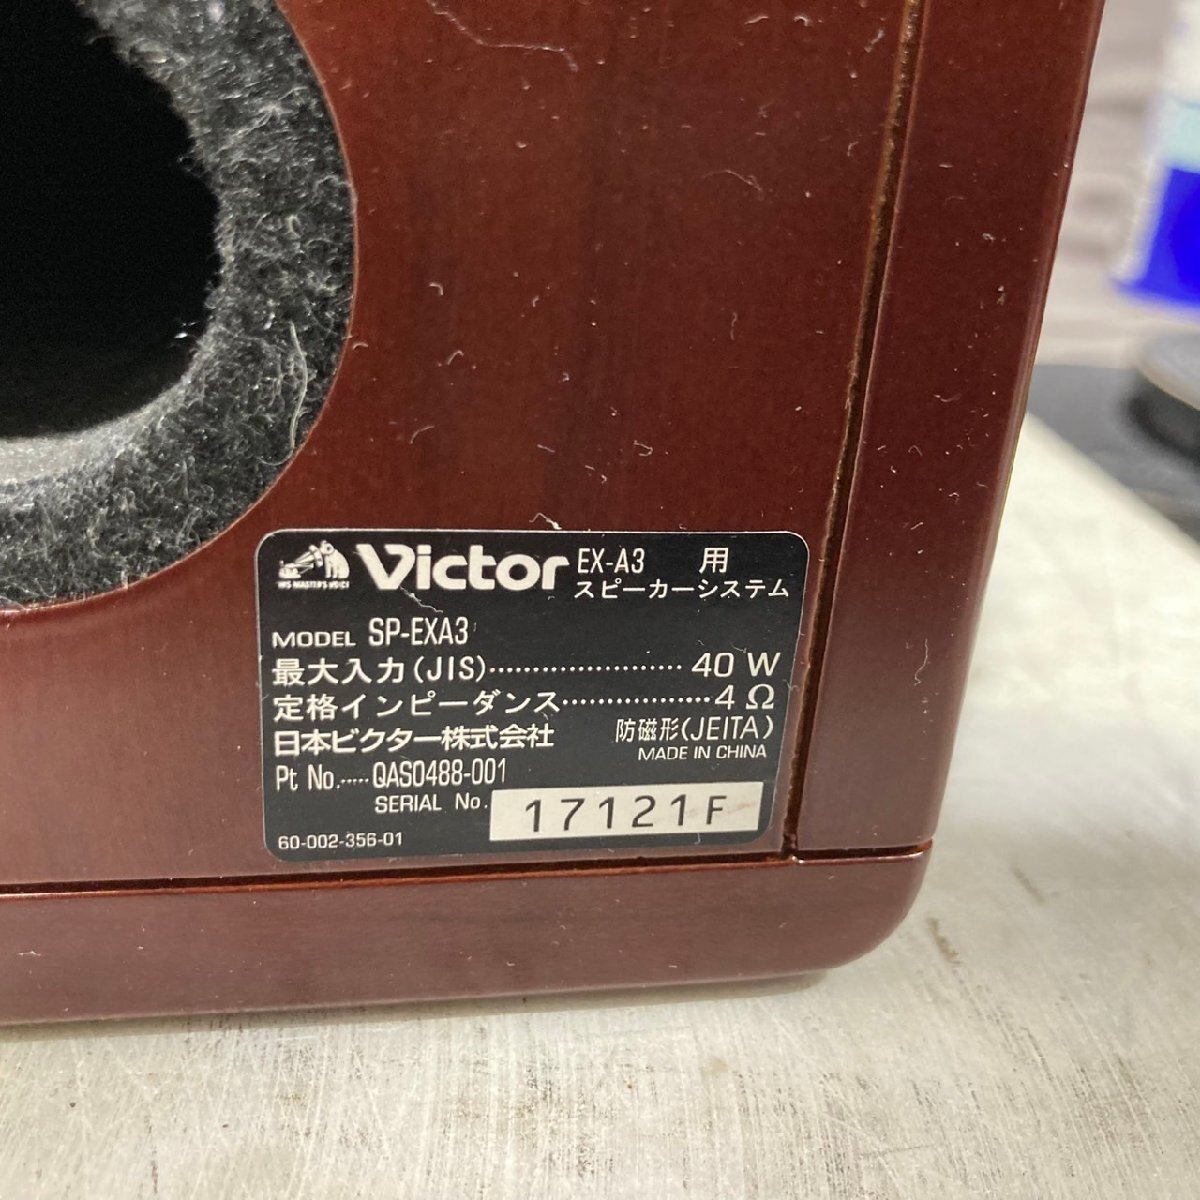 HIS MASTER'S VOICE
Victor EX-A3 用
スピーカーシステム
MODEL SP-EXA3
最大入力(JIS)...................... 40 W
定格インピーダンス.................4 Ω
日本ビクター株式会社 防磁形(JEITA)
MADE IN CHINA
Pt No.····· QAS0488-001
SERIAL No. 17121F
60-002-356-01